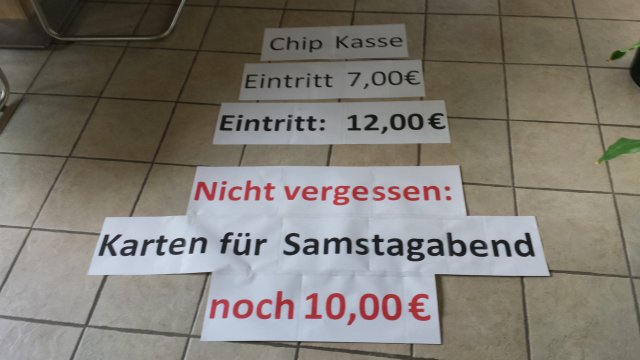 Chip Kasse
Eintritt 7,00€
Eintritt: 12,00€
Nicht vergessen:
Karten für Samstagabend
noch 10,00€